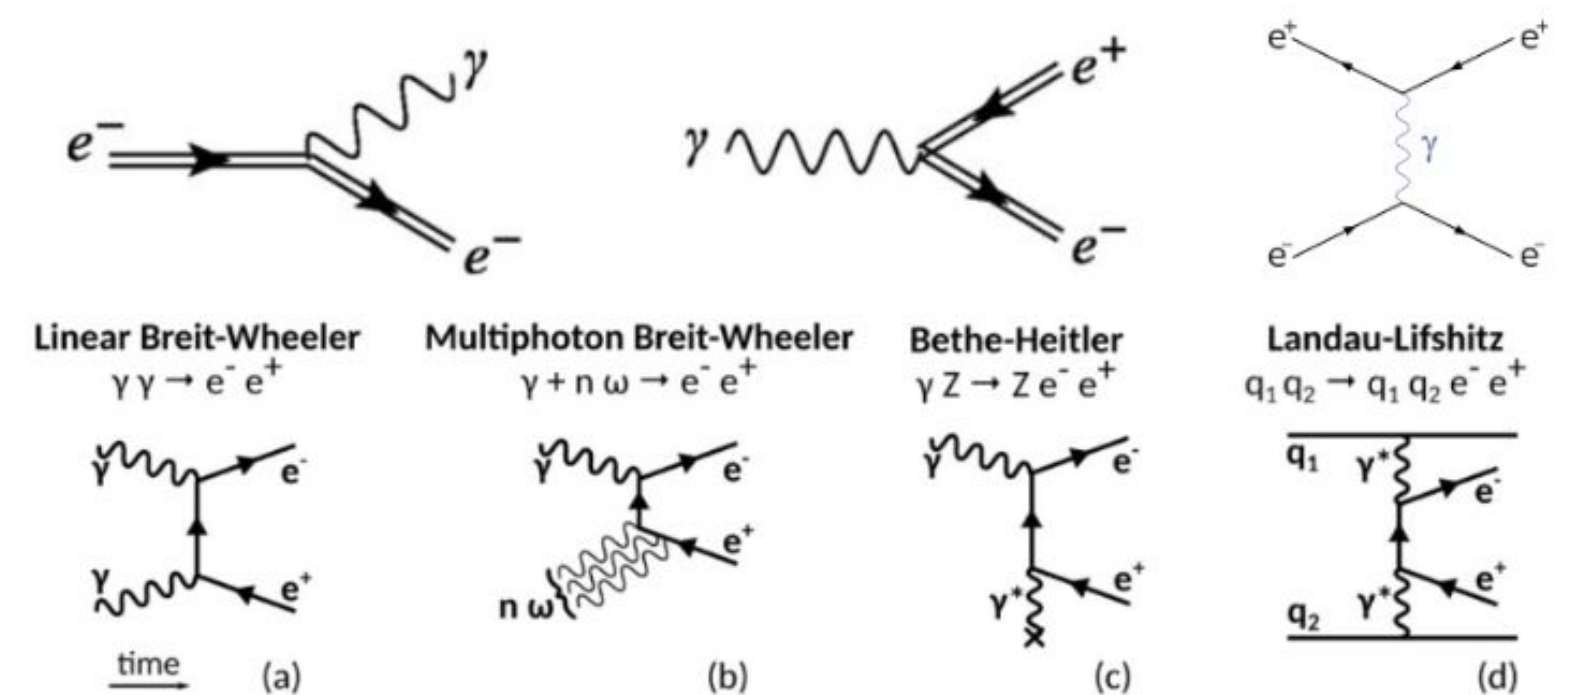 e⁻ γ e⁻
γ e⁺ e⁻
e⁺ e⁺ γ e⁻ e⁻
Linear Breit-Wheeler
γ γ → e⁻ e⁺
γ e⁻
γ e⁺
time (a)
Multiphoton Breit-Wheeler
γ + n ω → e⁻ e⁺
γ e⁻
e⁺
n ω
(b)
Bethe-Heitler
γ Z → Z e⁻ e⁺
γ e⁻
γ* e⁺
(c)
Landau-Lifshitz
q₁ q₂ → q₁ q₂ e⁻ e⁺
q₁ γ* e⁻
q₂ γ* e⁺
(d)